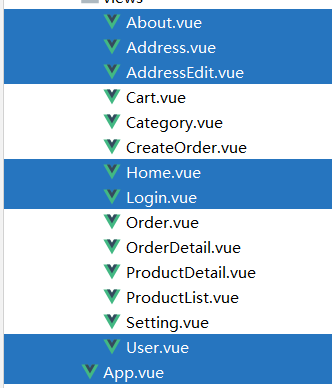 views
About.vue
Address.vue
AddressEdit.vue
Cart.vue
Category.vue
CreateOrder.vue
Home.vue
Login.vue
Order.vue
OrderDetail.vue
ProductDetail.vue
ProductList.vue
Setting.vue
User.vue
App.vue